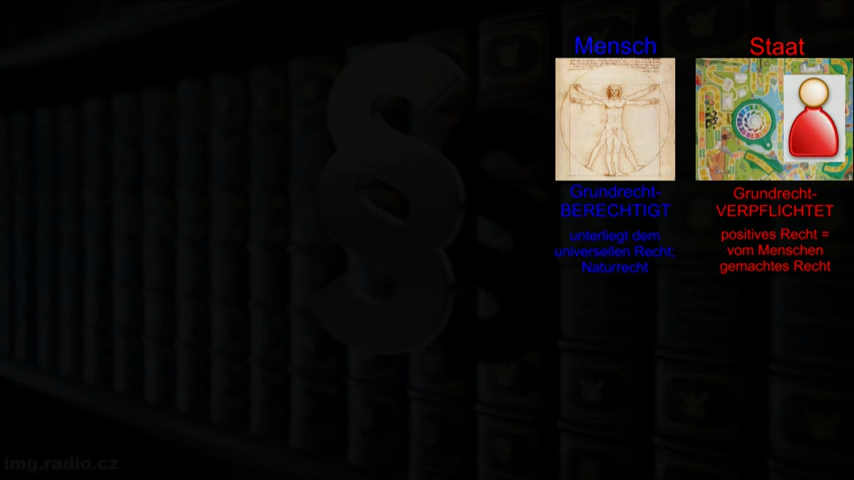 Mensch
Grundrecht-
BERECHTIGT
unterliegt dem
universellen Recht;
Naturrecht
Staat
Grundrecht-
VERPFLICHTET
positives Recht =
vom Menschen
gemachtes Recht
img.radio.cz